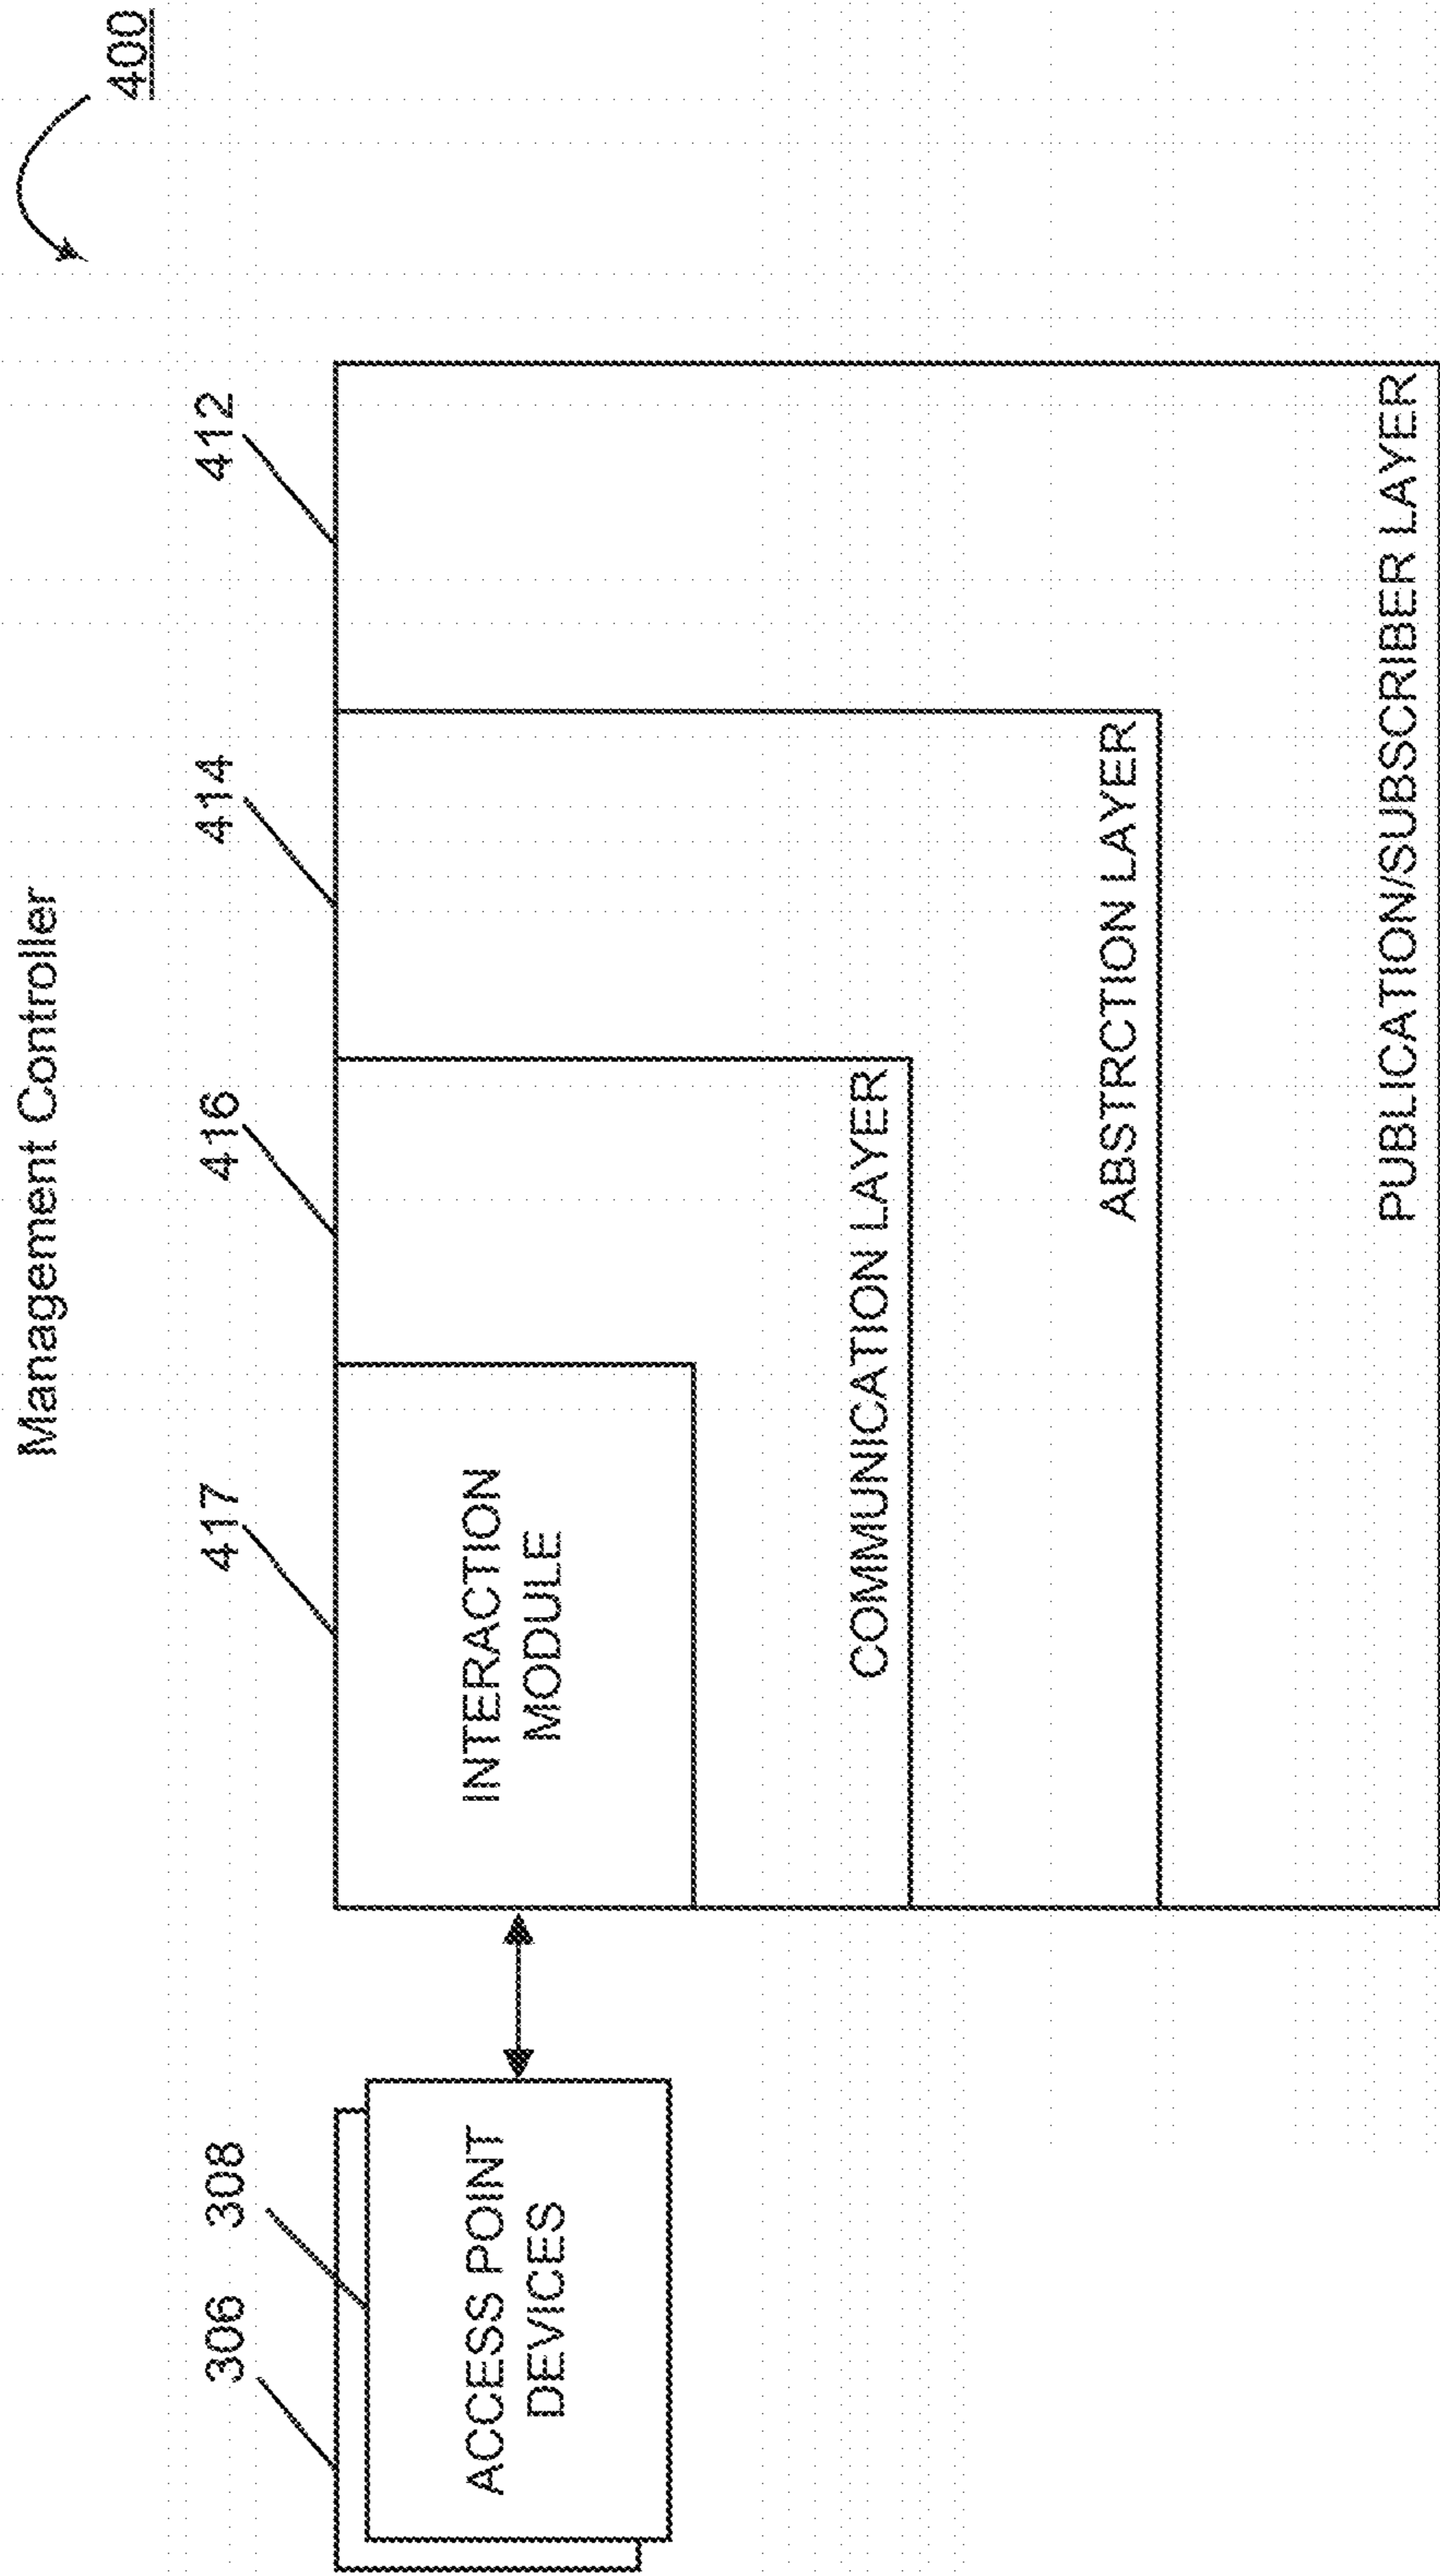 Management Controller
400
306
308
417
416
414
412
ACCESS POINT
DEVICES
INTERACTION
MODULE
COMMUNICATION LAYER
ABSTRCTION LAYER
PUBLICATION/SUBSCRIBER LAYER